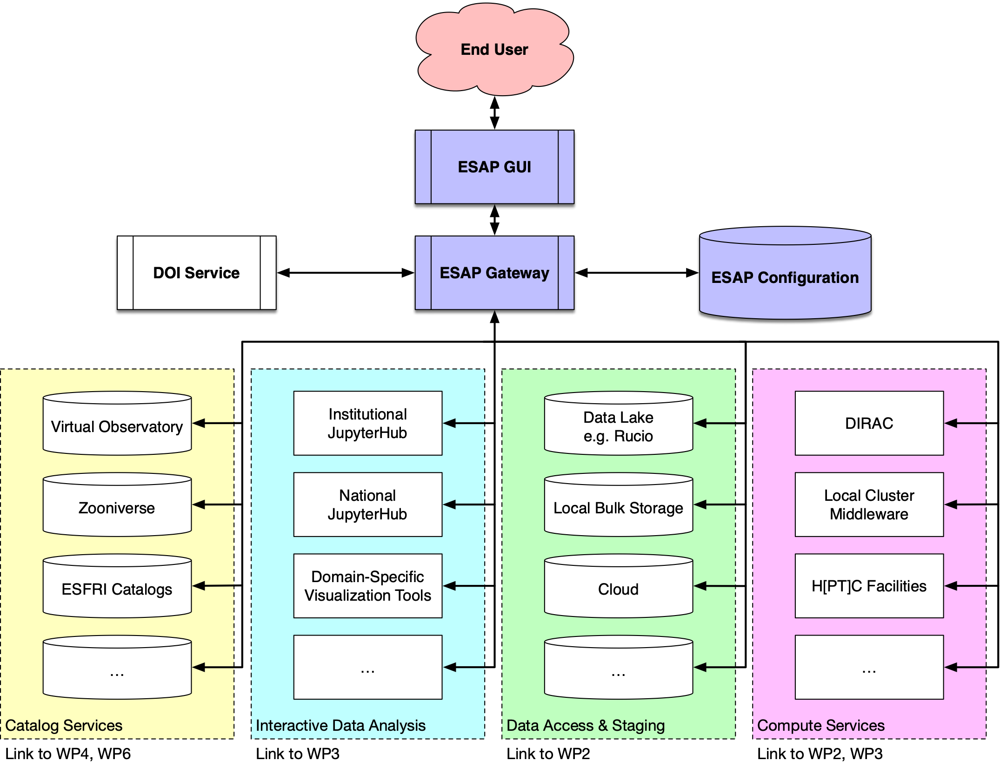 End User
ESAP GUI
DOI Service
ESAP Gateway
ESAP Configuration
Virtual Observatory
Zooniverse
ESFRI Catalogs
...
Catalog Services
Link to WP4, WP6
Institutional
JupyterHub
National
JupyterHub
Domain-Specific
Visualization Tools
...
Interactive Data Analysis
Link to WP3
Data Lake
e.g. Rucio
Local Bulk Storage
Cloud
...
Data Access & Staging
Link to WP2
DIRAC
Local Cluster
Middleware
H[PT]C Facilities
...
Compute Services
Link to WP2, WP3